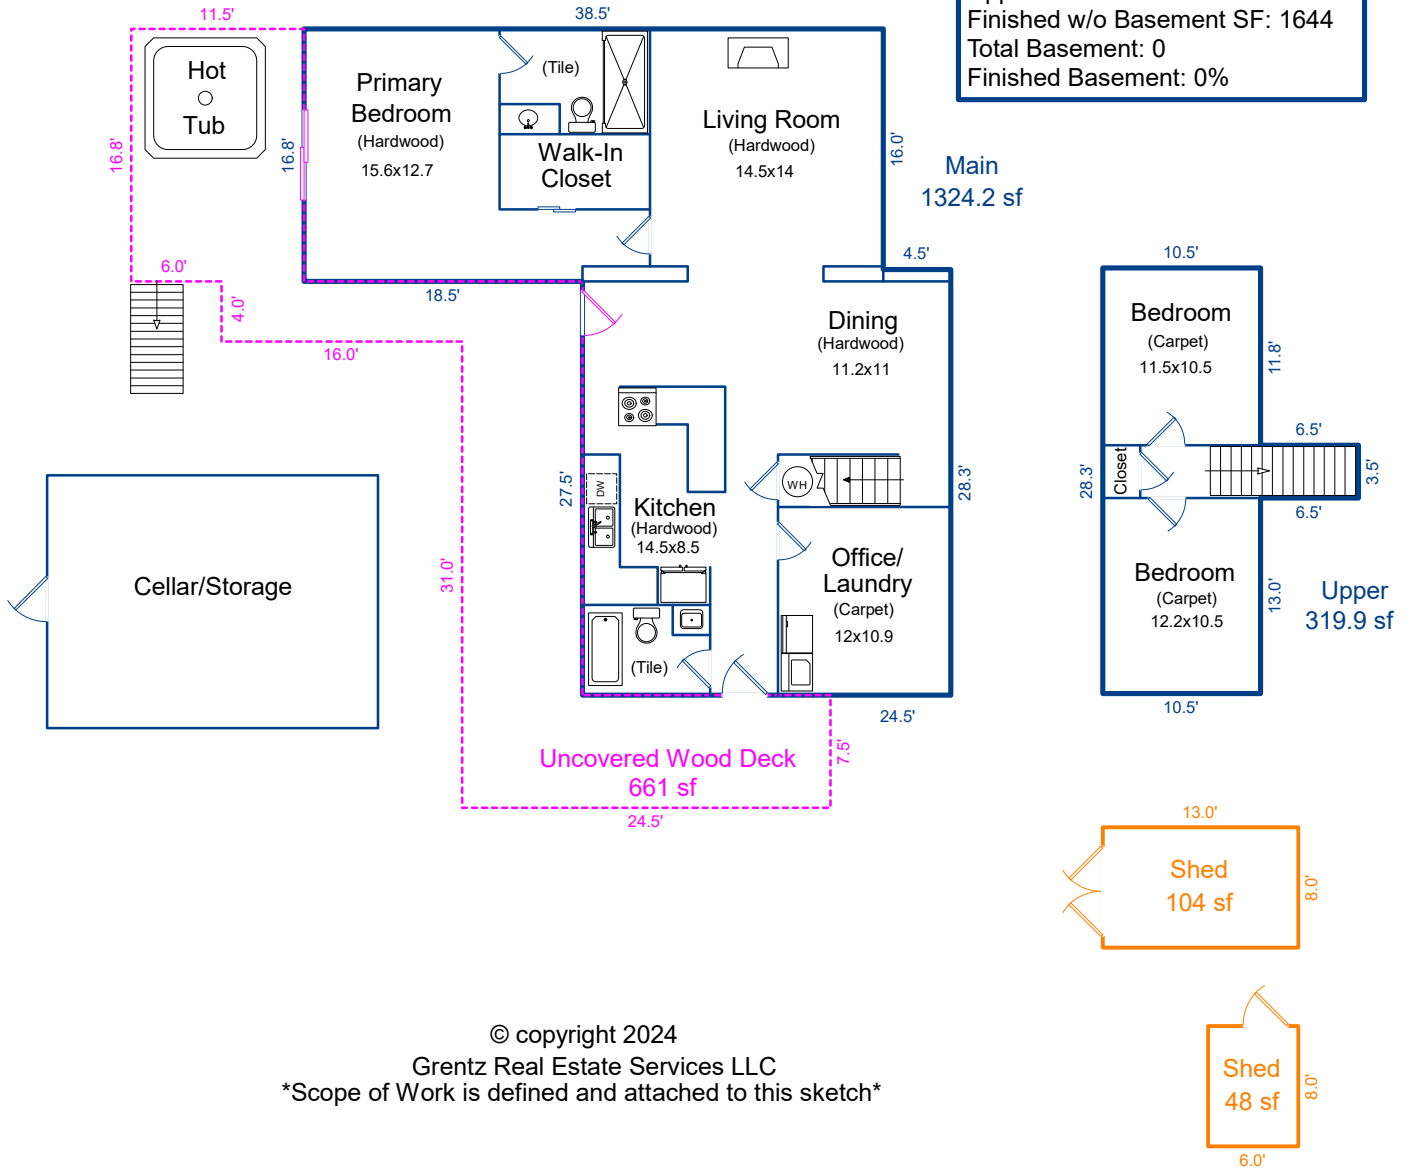 Finished w/o Basement SF: 1644
Total Basement: 0
Finished Basement: 0%
11.5'
38.5'
Hot
Tub
16.8'
16.8'
Primary
Bedroom
(Hardwood)
15.6x12.7
(Tile)
Walk-In
Closet
Living Room
(Hardwood)
14.5x14
16.0'
Main
1324.2 sf
4.5'
6.0'
4.0'
18.5'
16.0'
Dining
(Hardwood)
11.2x11
10.5'
Bedroom
(Carpet)
11.5x10.5
11.8'
6.5'
Closet
28.3'
3.5'
6.5'
27.5'
DW
WH
28.3'
Kitchen
(Hardwood)
14.5x8.5
Office/
Laundry
(Carpet)
12x10.9
Bedroom
(Carpet)
12.2x10.5
13.0'
Upper
319.9 sf
10.5'
Cellar/Storage
31.0'
(Tile)
24.5'
Uncovered Wood Deck
661 sf
7.5'
24.5'
13.0'
Shed
104 sf
8.0'
© copyright 2024
Grentz Real Estate Services LLC
*Scope of Work is defined and attached to this sketch*
Shed
48 sf
8.0'
6.0'